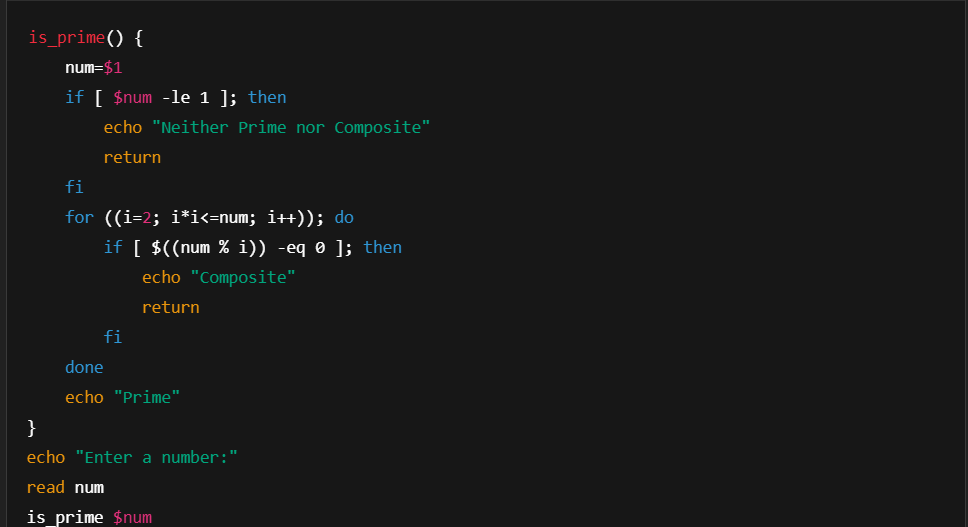 is_prime() {
    num=$1
    if [ $num -le 1 ]; then
        echo "Neither Prime nor Composite"
        return
    fi
    for ((i=2; i*i<=num; i++)); do
        if [ $((num % i)) -eq 0 ]; then
            echo "Composite"
            return
        fi
    done
    echo "Prime"
}
echo "Enter a number:"
read num
is_prime $num